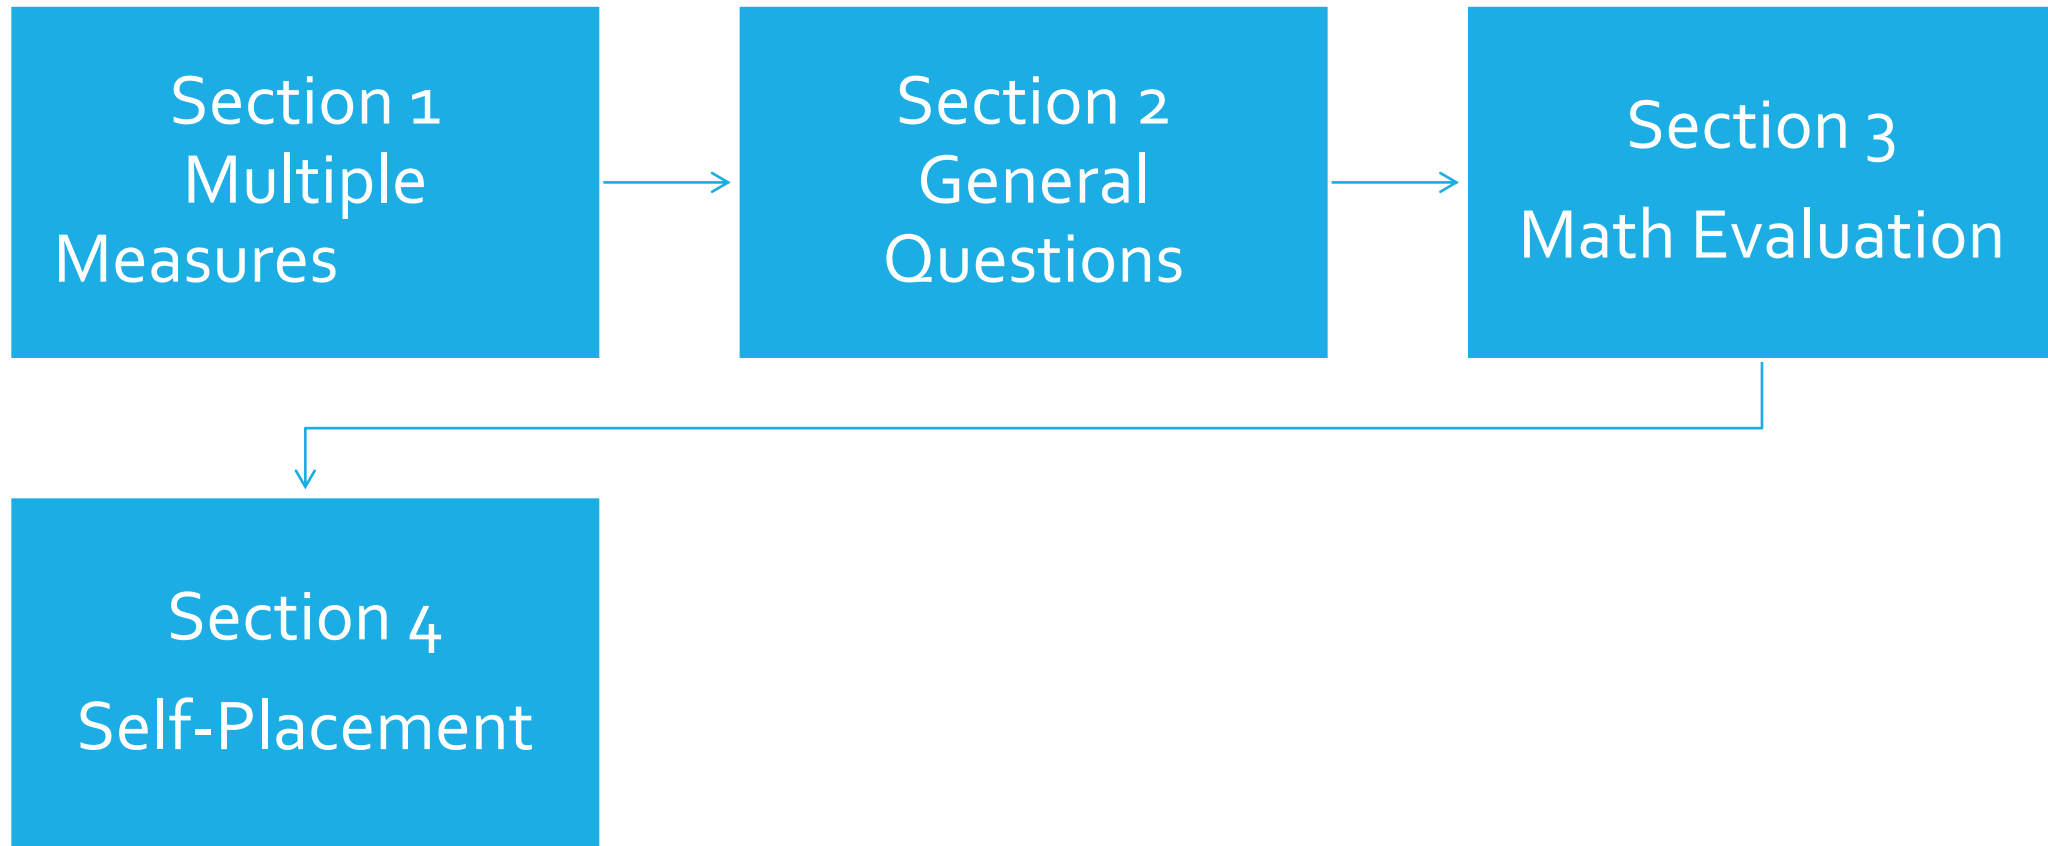 Section 1
Multiple
Measures
Section 2
General
Questions
Section 3
Math Evaluation
Section 4
Self-Placement